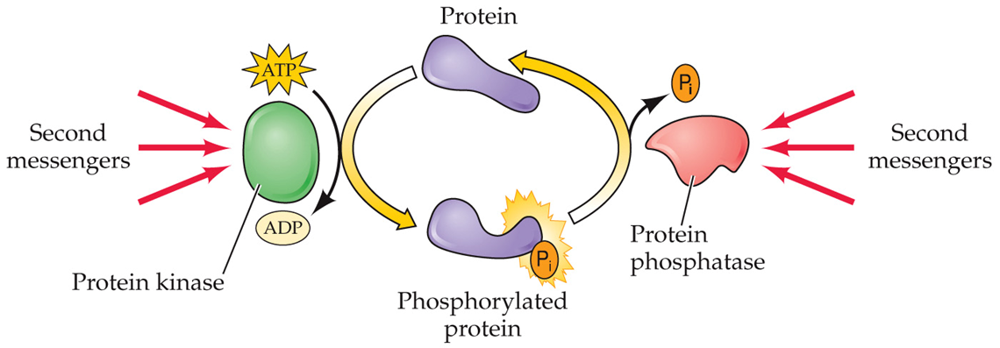 Protein
ATP
Pi
Second
messengers
Second
messengers
ADP
Pi
Protein
phosphatase
Protein kinase
Phosphorylated
protein